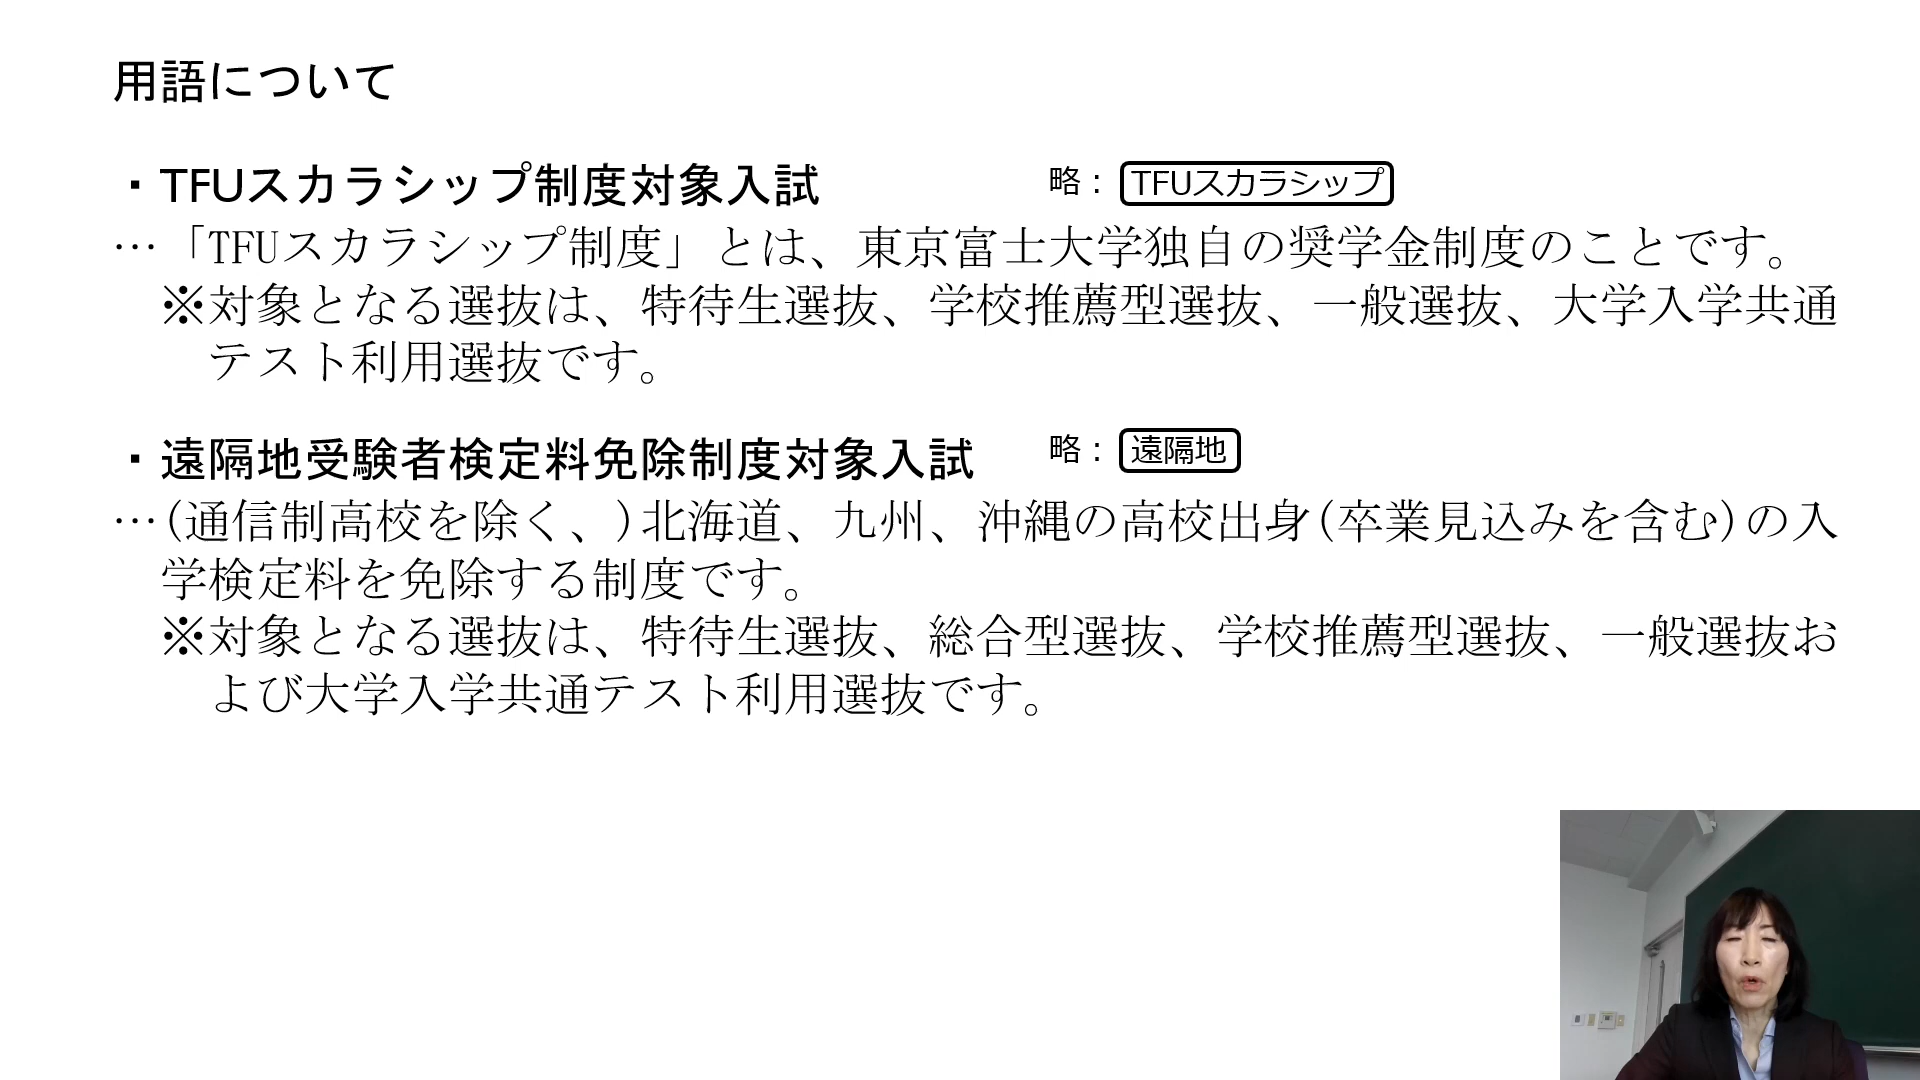 用語について
・TFUスカラシップ制度対象入試 略：TFUスカラシップ
…「TFUスカラシップ制度」とは、東京富士大学独自の奨学金制度のことです。
※対象となる選抜は、特待生選抜、学校推薦型選抜、一般選抜、大学入学共通
テスト利用選抜です。
・遠隔地受験者検定料免除制度対象入試 略：遠隔地
…(通信制高校を除く、)北海道、九州、沖縄の高校出身(卒業見込みを含む)の入
学検定料を免除する制度です。
※対象となる選抜は、特待生選抜、総合型選抜、学校推薦型選抜、一般選抜お
よび大学入学共通テスト利用選抜です。